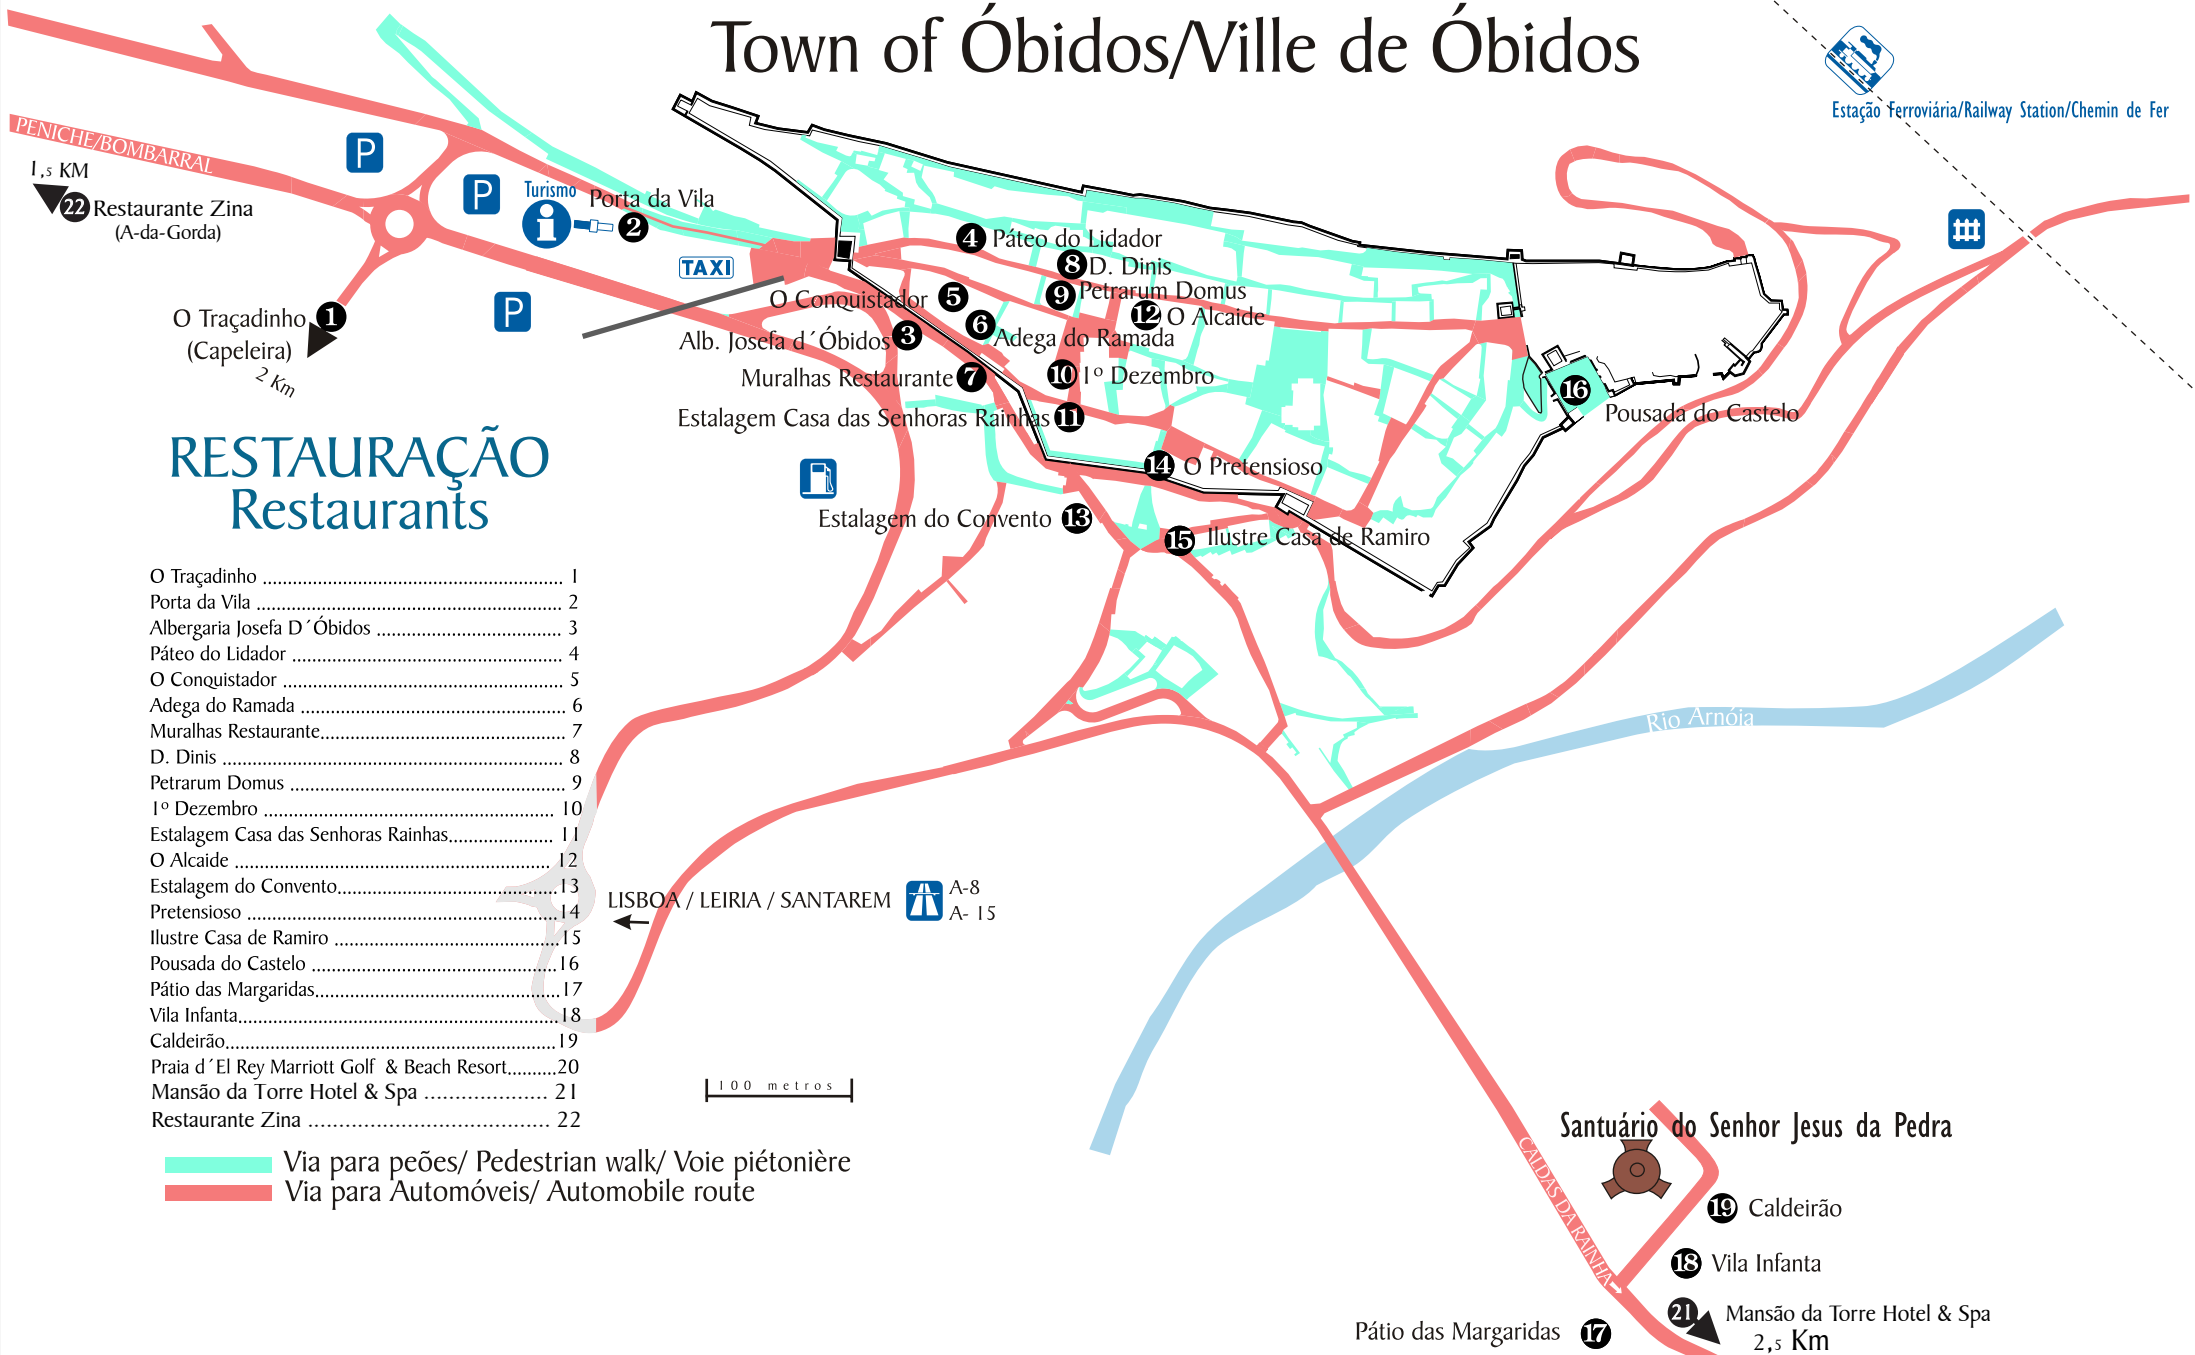 Town of Óbidos/Ville de Óbidos
Estação Ferroviária/Railway Station/Chemin de Fer
PENICHE/BOMBARRAL
P
1,5 KM
22 Restaurante Zina
(A-da-Gorda)
P
Turismo
i
Porta da Vila
2
TAXI
P
O Traçadinho 1
(Capeleira)
2 Km
4 Páteo do Lidador
8 D. Dinis
O Conquistador 5
9 Petrarum Domus
12 O Alcaide
6 Adega do Ramada
Alb. Josefa d´Óbidos 3
Muralhas Restaurante 7
10 1º Dezembro
16
Pousada do Castelo
Estalagem Casa das Senhoras Rainhas 11
14 O Pretensioso
Estalagem do Convento 13
15 Ilustre Casa de Ramiro
RESTAURAÇÃO
Restaurants
O Traçadinho ............................................................ 1
Porta da Vila ............................................................. 2
Albergaria Josefa D´Óbidos ..................................... 3
Páteo do Lidador ...................................................... 4
O Conquistador ........................................................ 5
Adega do Ramada ..................................................... 6
Muralhas Restaurante................................................. 7
D. Dinis .................................................................... 8
Petrarum Domus ....................................................... 9
1º Dezembro .......................................................... 10
Estalagem Casa das Senhoras Rainhas..................... 11
O Alcaide ............................................................... 12
Estalagem do Convento............................................13
Pretensioso ..............................................................14
Ilustre Casa de Ramiro .............................................15
Pousada do Castelo .................................................16
Pátio das Margaridas.................................................17
Vila Infanta................................................................18
Caldeirão..................................................................19
Praia d´El Rey Marriott Golf & Beach Resort..........20
Mansão da Torre Hotel & Spa .................... 21
Restaurante Zina ....................................... 22
Rio Arnóia
LISBOA / LEIRIA / SANTAREM
A-8
A- 15
100 metros
Via para peões/ Pedestrian walk/ Voie piétonière
Via para Automóveis/ Automobile route
Santuário do Senhor Jesus da Pedra
CALDAS DA RAINHA
19 Caldeirão
18 Vila Infanta
21 Mansão da Torre Hotel & Spa
2,5 Km
Pátio das Margaridas 17